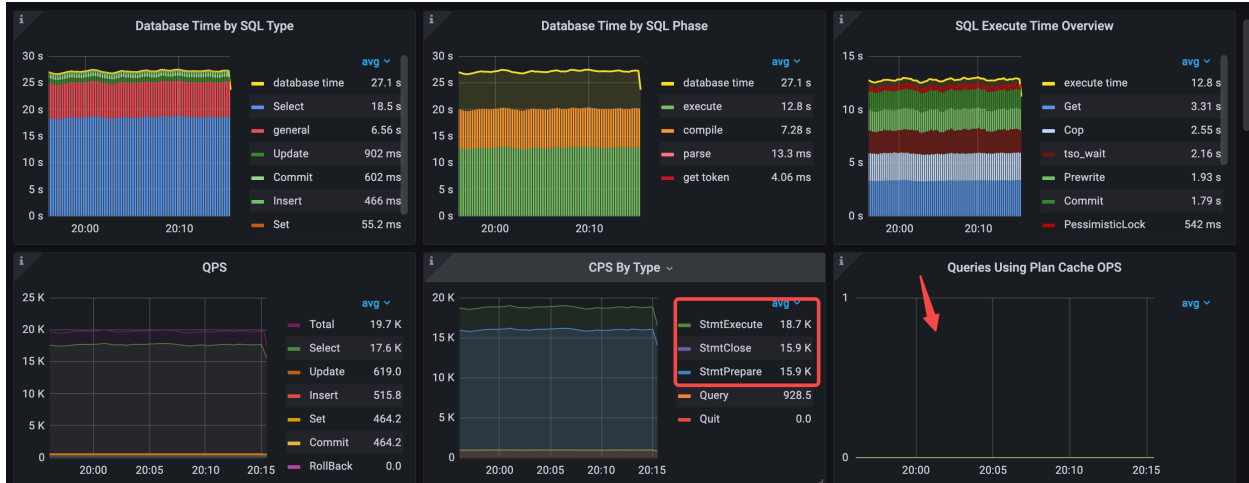 Database Time by SQL Type
30 s
25 s
20 s
15 s
10 s
5 s
0 s
20:00 20:10
avg
database time 27.1 s
Select 18.5 s
general 6.56 s
Update 902 ms
Commit 602 ms
Insert 466 ms
Set 55.2 ms
Database Time by SQL Phase
30 s
25 s
20 s
15 s
10 s
5 s
0 s
20:00 20:10
avg
database time 27.1 s
execute 12.8 s
compile 7.28 s
parse 13.3 ms
get token 4.06 ms
SQL Execute Time Overview
15 s
10 s
5 s
0 s
20:00 20:10
avg
execute time 12.8 s
Get 3.31 s
Cop 2.55 s
tso_wait 2.16 s
Prewrite 1.93 s
Commit 1.79 s
PessimisticLock 542 ms
QPS
25 K
20 K
15 K
10 K
5 K
0
20:00 20:05 20:10 20:15
avg
Total 19.7 K
Select 17.6 K
Update 619.0
Insert 515.8
Set 464.2
Commit 464.2
RollBack 0.0
CPS By Type
20 K
15 K
10 K
5 K
0
20:00 20:05 20:10 20:15
avg
StmtExecute 18.7 K
StmtClose 15.9 K
StmtPrepare 15.9 K
Query 928.5
Quit 0.0
Queries Using Plan Cache OPS
1
0
20:00 20:05 20:10 20:15
avg